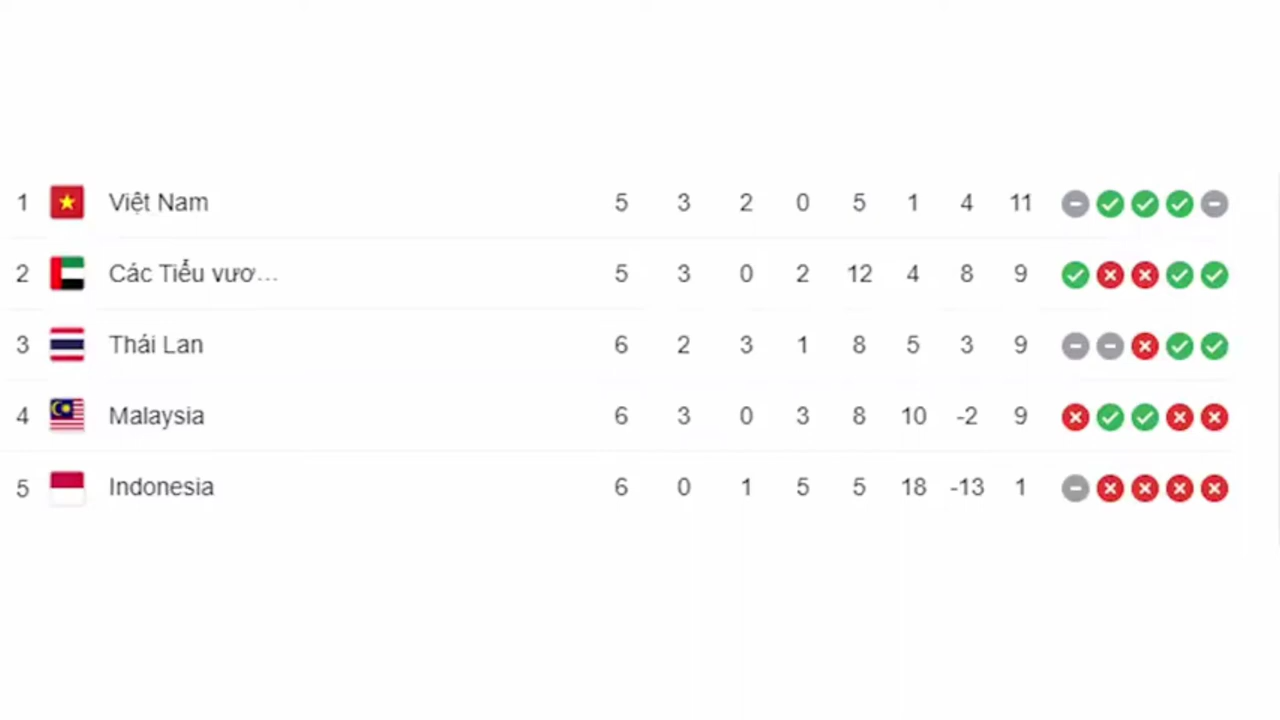 1 Việt Nam 5 3 2 0 5 1 4 11
2 Các Tiểu vươ... 5 3 0 2 12 4 8 9
3 Thái Lan 6 2 3 1 8 5 3 9
4 Malaysia 6 3 0 3 8 10 -2 9
5 Indonesia 6 0 1 5 5 18 -13 1